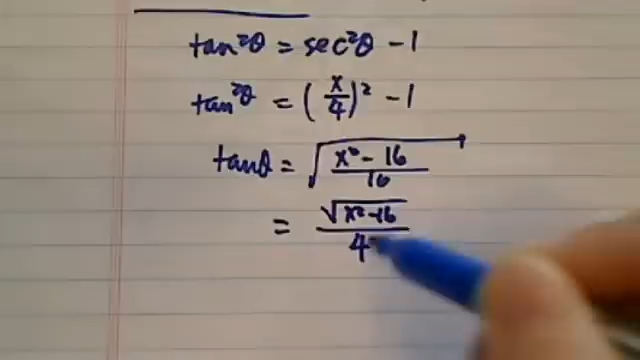 tan²θ = sec²θ - 1
tan²θ = (x/4)² - 1
tanθ = √((x² - 16)/16)
= √(x²-16)/4